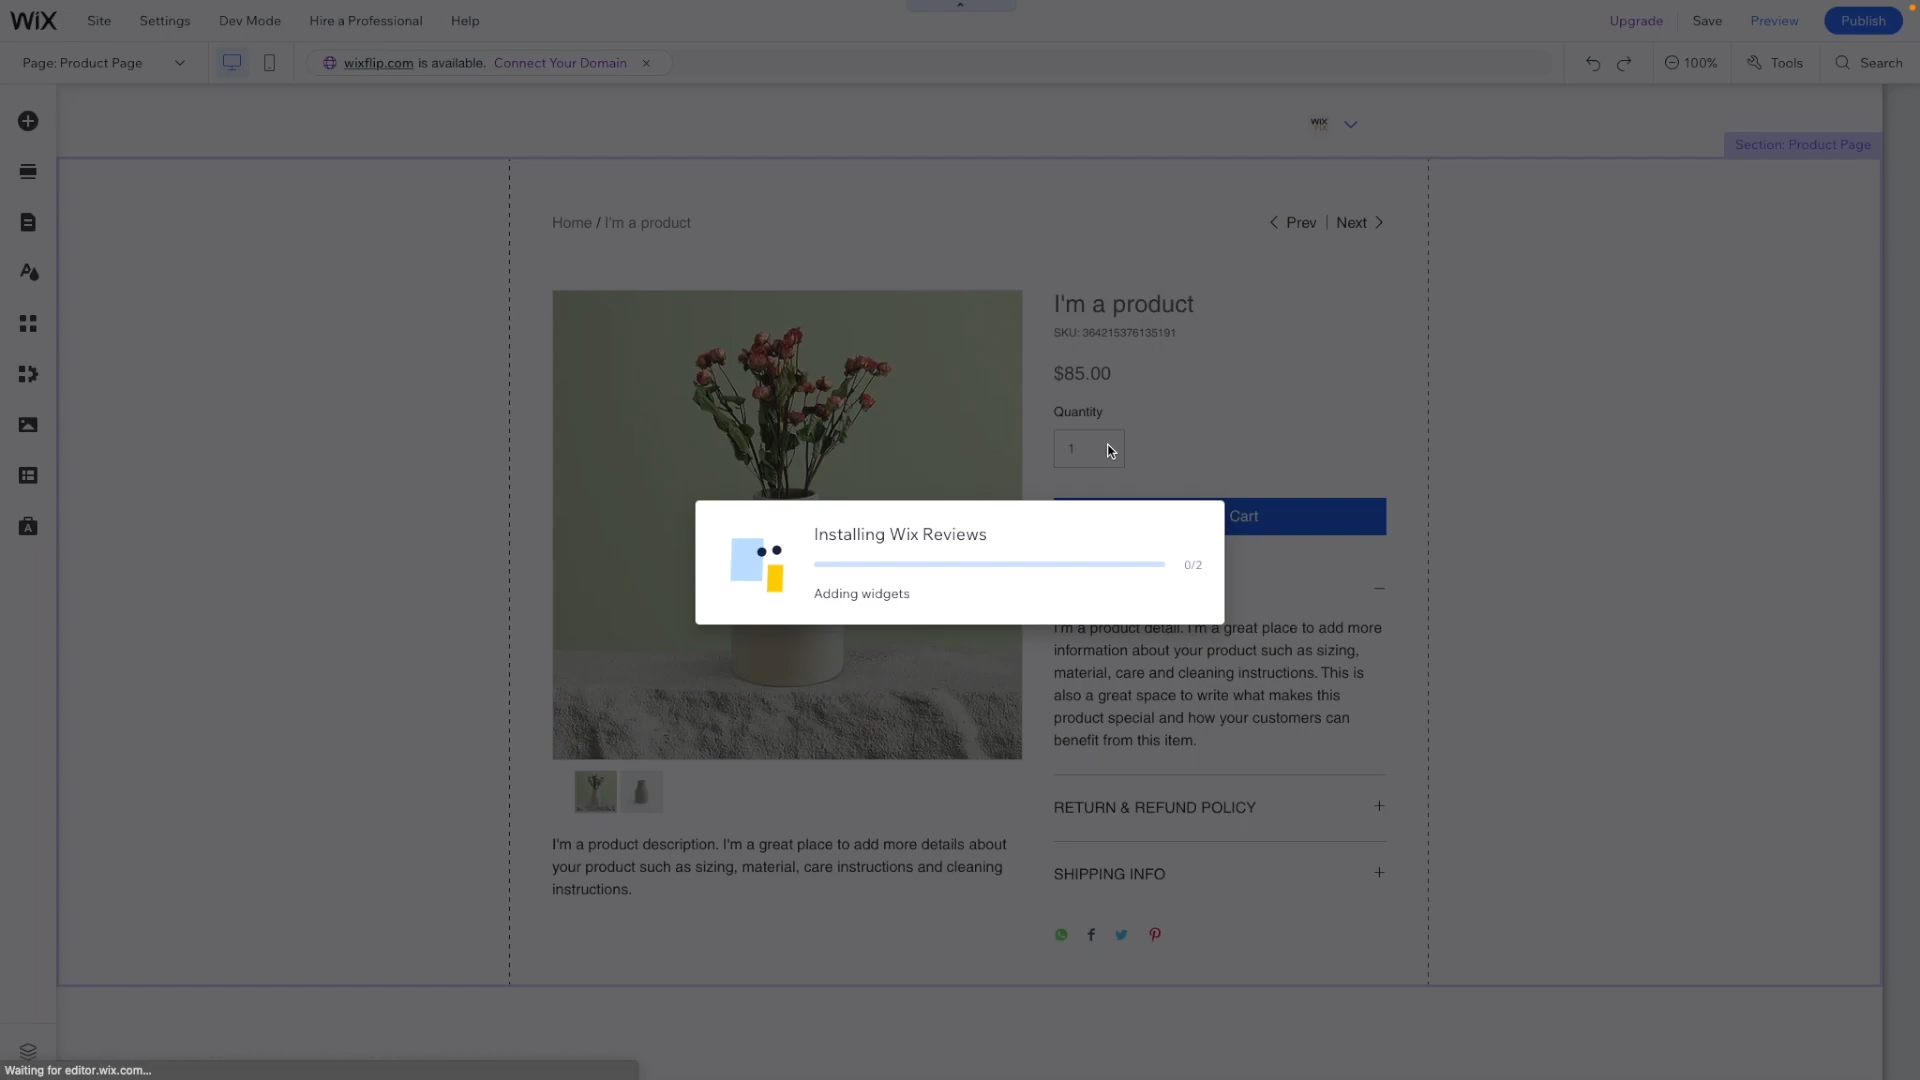 WiX Site Settings Dev Mode Hire a Professional Help Upgrade Save Preview Publish
Page: Product Page wixflip.com is available. Connect Your Domain 100% Tools Search
WiX
Section: Product Page
Home / I'm a product Prev | Next
I'm a product
SKU: 364215376135191
$85.00
Quantity
1
Cart
Installing Wix Reviews
0/2
Adding widgets
I'm a product detail. I'm a great place to add more
information about your product such as sizing,
material, care and cleaning instructions. This is
also a great space to write what makes this
product special and how your customers can
benefit from this item.
RETURN & REFUND POLICY
SHIPPING INFO
I'm a product description. I'm a great place to add more details about
your product such as sizing, material, care instructions and cleaning
instructions.
Waiting for editor.wix.com...